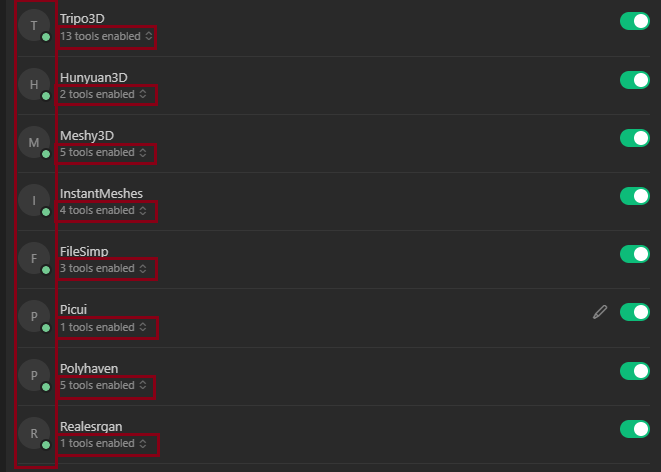 T
Tripo3D
13 tools enabled
H
Hunyuan3D
2 tools enabled
M
Meshy3D
5 tools enabled
I
InstantMeshes
4 tools enabled
F
FileSimp
3 tools enabled
P
Picui
1 tools enabled
P
Polyhaven
5 tools enabled
R
Realesrgan
1 tools enabled